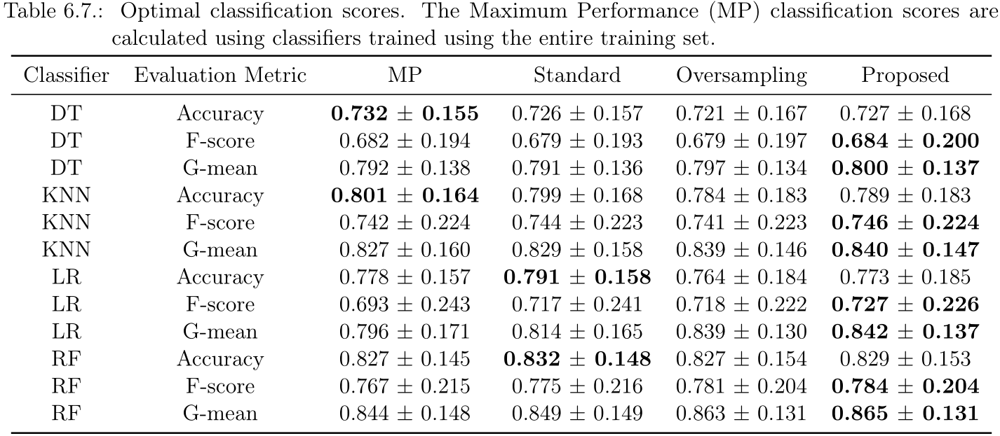 Table 6.7.: Optimal classification scores. The Maximum Performance (MP) classification scores are
calculated using classifiers trained using the entire training set.
Classifier Evaluation Metric MP Standard Oversampling Proposed
DT Accuracy 0.732 ± 0.155 0.726 ± 0.157 0.721 ± 0.167 0.727 ± 0.168
DT F-score 0.682 ± 0.194 0.679 ± 0.193 0.679 ± 0.197 0.684 ± 0.200
DT G-mean 0.792 ± 0.138 0.791 ± 0.136 0.797 ± 0.134 0.800 ± 0.137
KNN Accuracy 0.801 ± 0.164 0.799 ± 0.168 0.784 ± 0.183 0.789 ± 0.183
KNN F-score 0.742 ± 0.224 0.744 ± 0.223 0.741 ± 0.223 0.746 ± 0.224
KNN G-mean 0.827 ± 0.160 0.829 ± 0.158 0.839 ± 0.146 0.840 ± 0.147
LR Accuracy 0.778 ± 0.157 0.791 ± 0.158 0.764 ± 0.184 0.773 ± 0.185
LR F-score 0.693 ± 0.243 0.717 ± 0.241 0.718 ± 0.222 0.727 ± 0.226
LR G-mean 0.796 ± 0.171 0.814 ± 0.165 0.839 ± 0.130 0.842 ± 0.137
RF Accuracy 0.827 ± 0.145 0.832 ± 0.148 0.827 ± 0.154 0.829 ± 0.153
RF F-score 0.767 ± 0.215 0.775 ± 0.216 0.781 ± 0.204 0.784 ± 0.204
RF G-mean 0.844 ± 0.148 0.849 ± 0.149 0.863 ± 0.131 0.865 ± 0.131